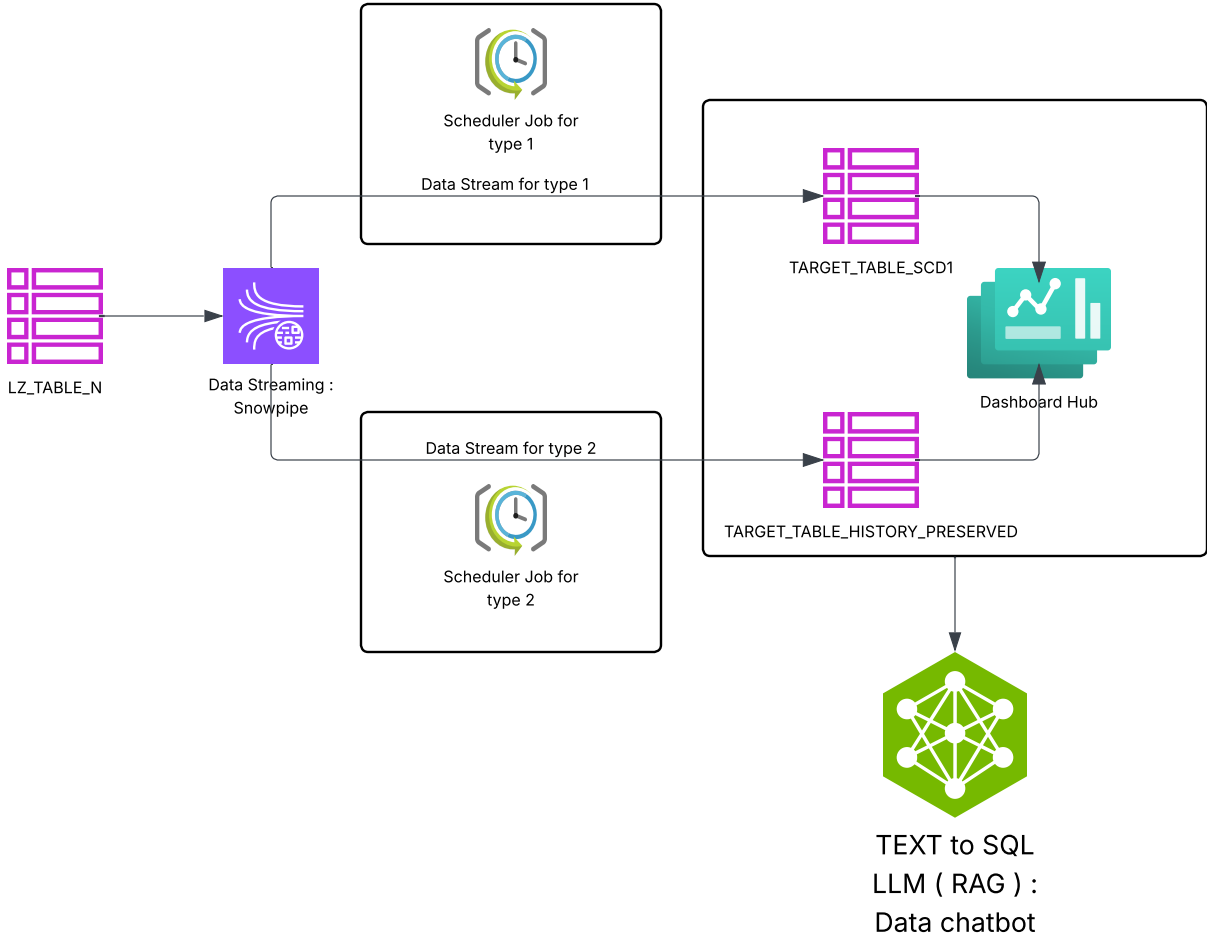 Scheduler Job for
type 1
Data Stream for type 1
TARGET_TABLE_SCD1
LZ_TABLE_N
Data Streaming :
Snowpipe
Dashboard Hub
Data Stream for type 2
TARGET_TABLE_HISTORY_PRESERVED
Scheduler Job for
type 2
TEXT to SQL
LLM ( RAG ) :
Data chatbot